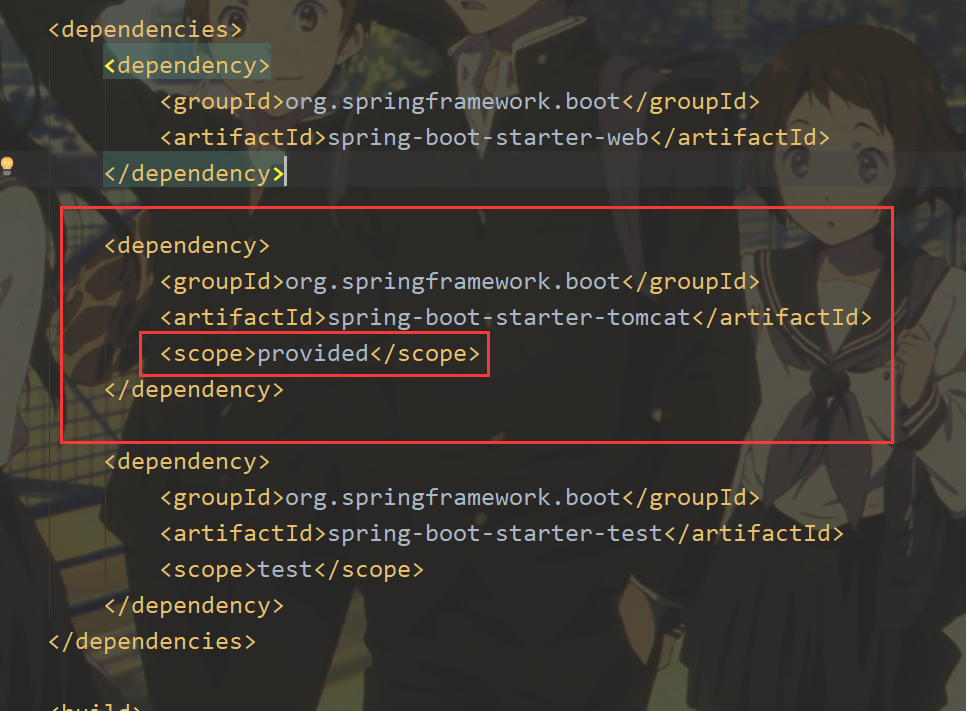 <dependencies>
<dependency>
<groupId>org.springframework.boot</groupId>
<artifactId>spring-boot-starter-web</artifactId>
</dependency>
<dependency>
<groupId>org.springframework.boot</groupId>
<artifactId>spring-boot-starter-tomcat</artifactId>
<scope>provided</scope>
</dependency>
<dependency>
<groupId>org.springframework.boot</groupId>
<artifactId>spring-boot-starter-test</artifactId>
<scope>test</scope>
</dependency>
</dependencies>
<build>